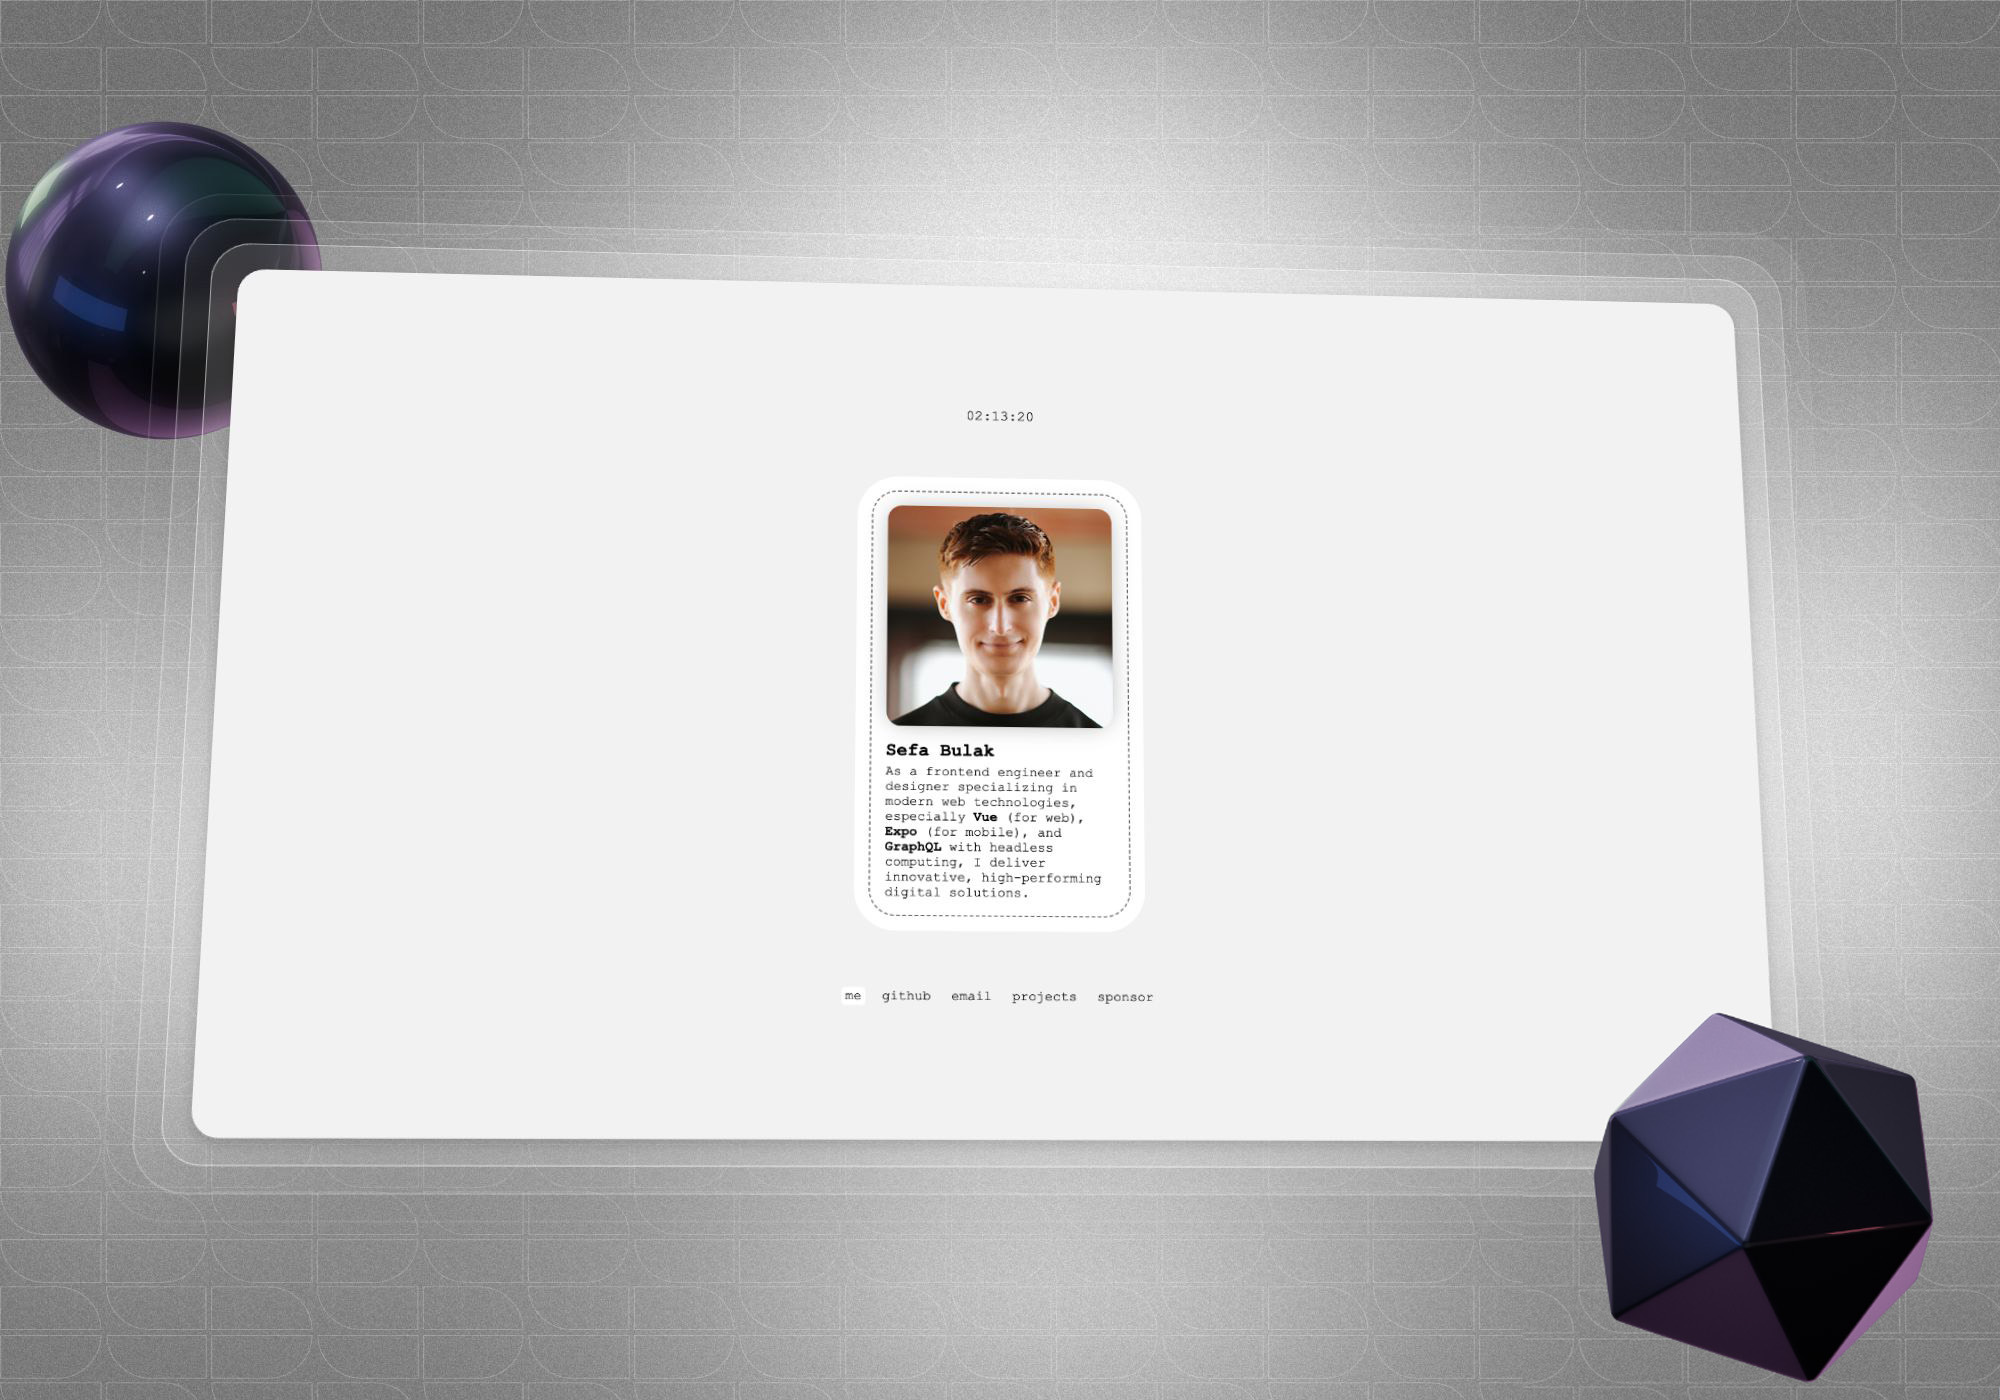 02:13:20
Sefa Bulak
As a frontend engineer and
designer specializing in
modern web technologies,
especially Vue (for web),
Expo (for mobile), and
GraphQL with headless
computing, I deliver
innovative, high-performing
digital solutions.
me github email projects sponsor